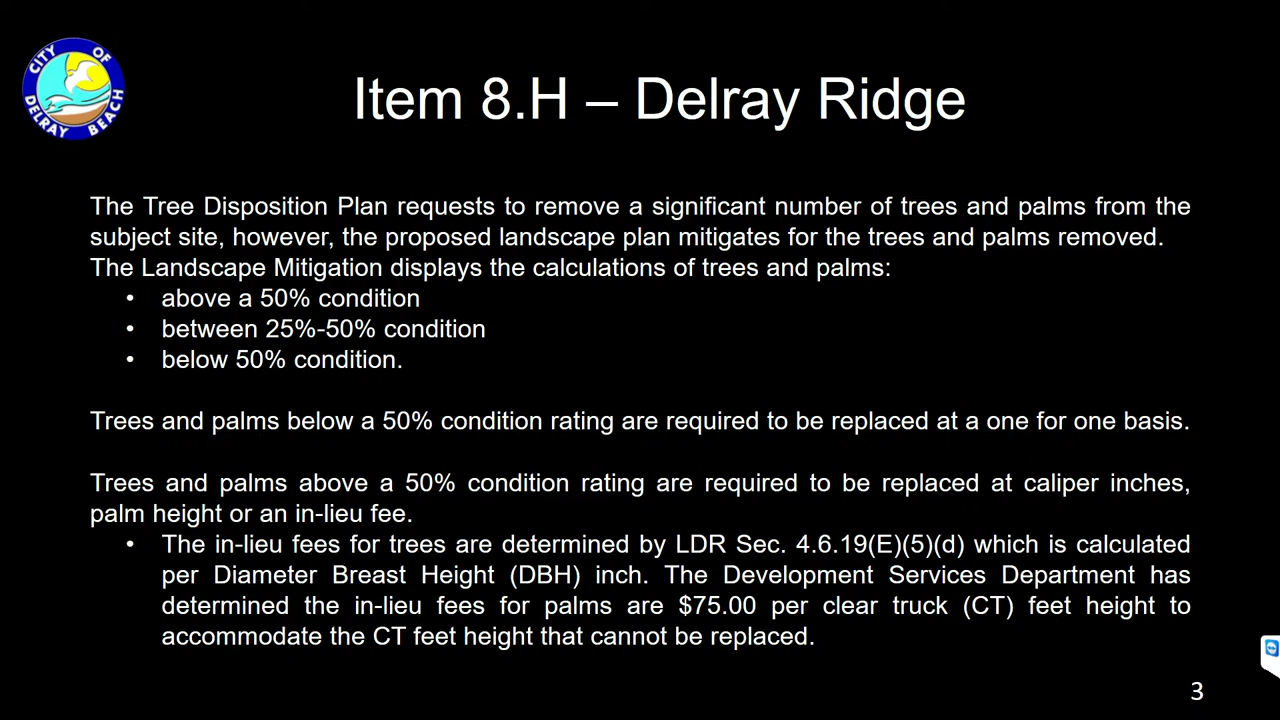 CITY OF
DELRAY BEACH
Item 8.H – Delray Ridge
The Tree Disposition Plan requests to remove a significant number of trees and palms from the
subject site, however, the proposed landscape plan mitigates for the trees and palms removed.
The Landscape Mitigation displays the calculations of trees and palms:
• above a 50% condition
• between 25%-50% condition
• below 50% condition.
Trees and palms below a 50% condition rating are required to be replaced at a one for one basis.
Trees and palms above a 50% condition rating are required to be replaced at caliper inches,
palm height or an in-lieu fee.
• The in-lieu fees for trees are determined by LDR Sec. 4.6.19(E)(5)(d) which is calculated
per Diameter Breast Height (DBH) inch. The Development Services Department has
determined the in-lieu fees for palms are $75.00 per clear truck (CT) feet height to
accommodate the CT feet height that cannot be replaced.
3